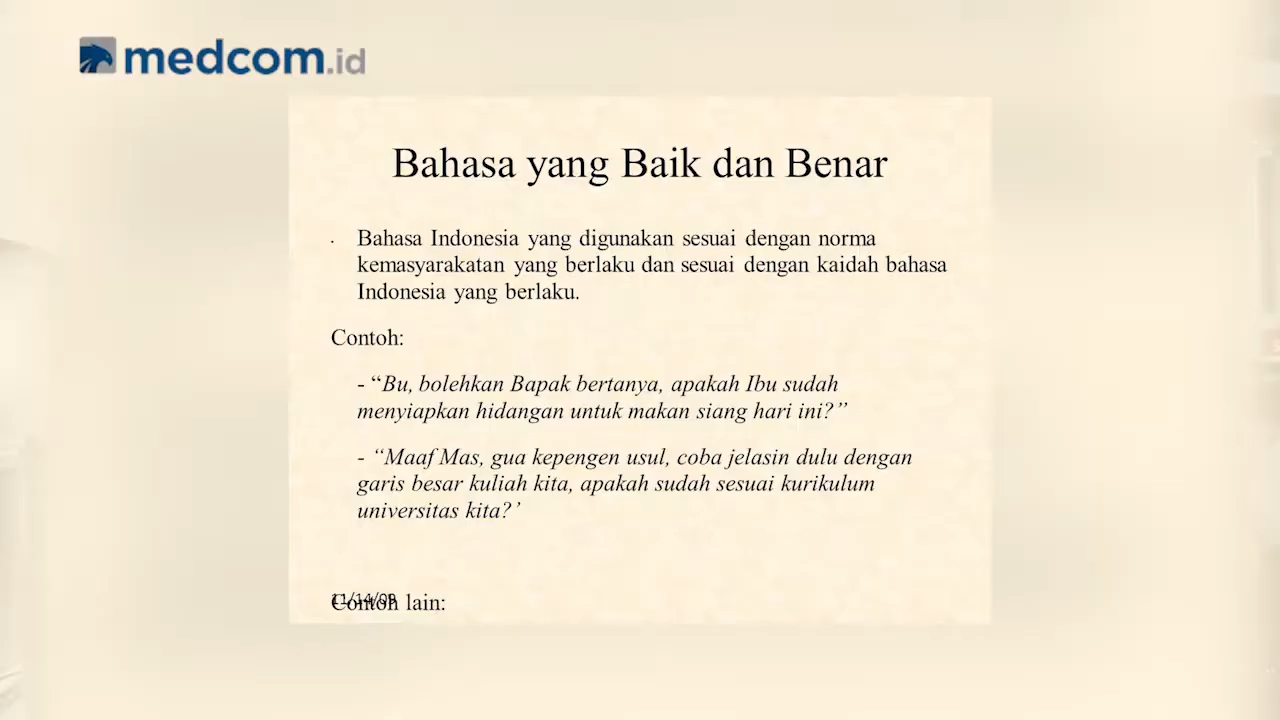 medcom.id
Bahasa yang Baik dan Benar
· Bahasa Indonesia yang digunakan sesuai dengan norma
kemasyarakatan yang berlaku dan sesuai dengan kaidah bahasa
Indonesia yang berlaku.
Contoh:
- “Bu, bolehkan Bapak bertanya, apakah Ibu sudah
menyiapkan hidangan untuk makan siang hari ini?”
- “Maaf Mas, gua kepengen usul, coba jelasin dulu dengan
garis besar kuliah kita, apakah sudah sesuai kurikulum
universitas kita?’
11/14/09
Contoh lain: